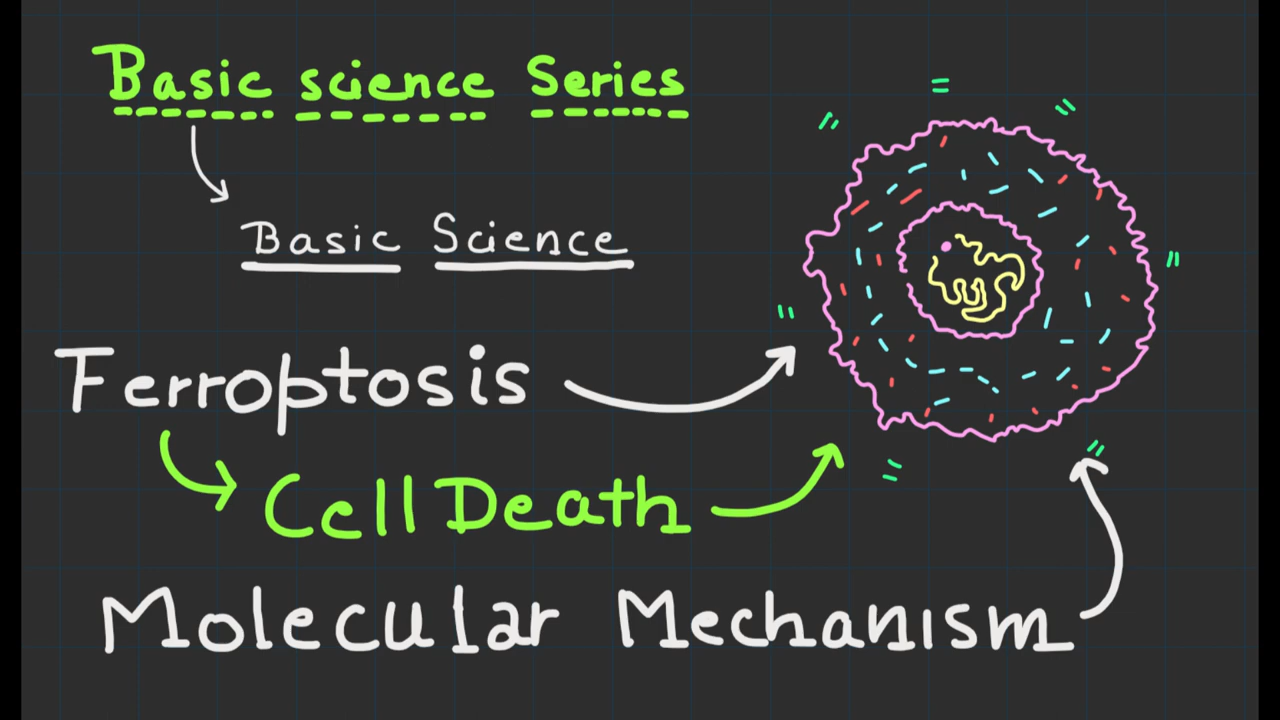 Basic science Series
Basic Science
Ferroptosis
Cell Death
Molecular Mechanism